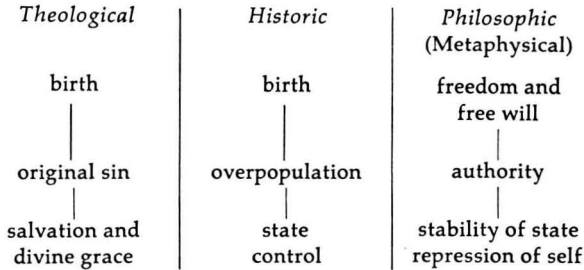 Theological
birth
original sin
salvation and
divine grace
Historic
birth
overpopulation
state
control
Philosophic
(Metaphysical)
freedom and
free will
authority
stability of state
repression of self